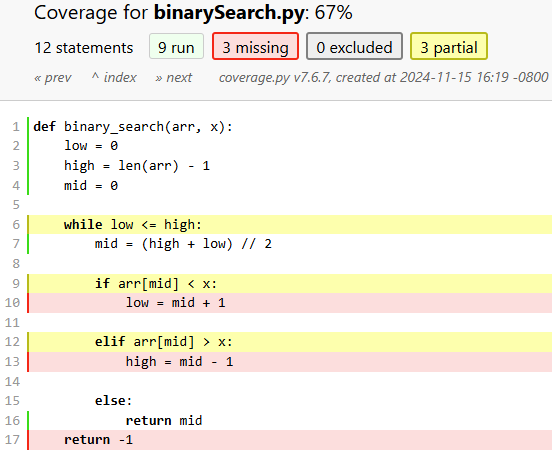 Coverage for binarySearch.py: 67%
12 statements 9 run 3 missing 0 excluded 3 partial
« prev ^ index » next coverage.py v7.6.7, created at 2024-11-15 16:19 -0800
1 def binary_search(arr, x):
2     low = 0
3     high = len(arr) - 1
4     mid = 0
5
6     while low <= high:
7         mid = (high + low) // 2
8
9         if arr[mid] < x:
10             low = mid + 1
11
12         elif arr[mid] > x:
13             high = mid - 1
14
15         else:
16             return mid
17     return -1